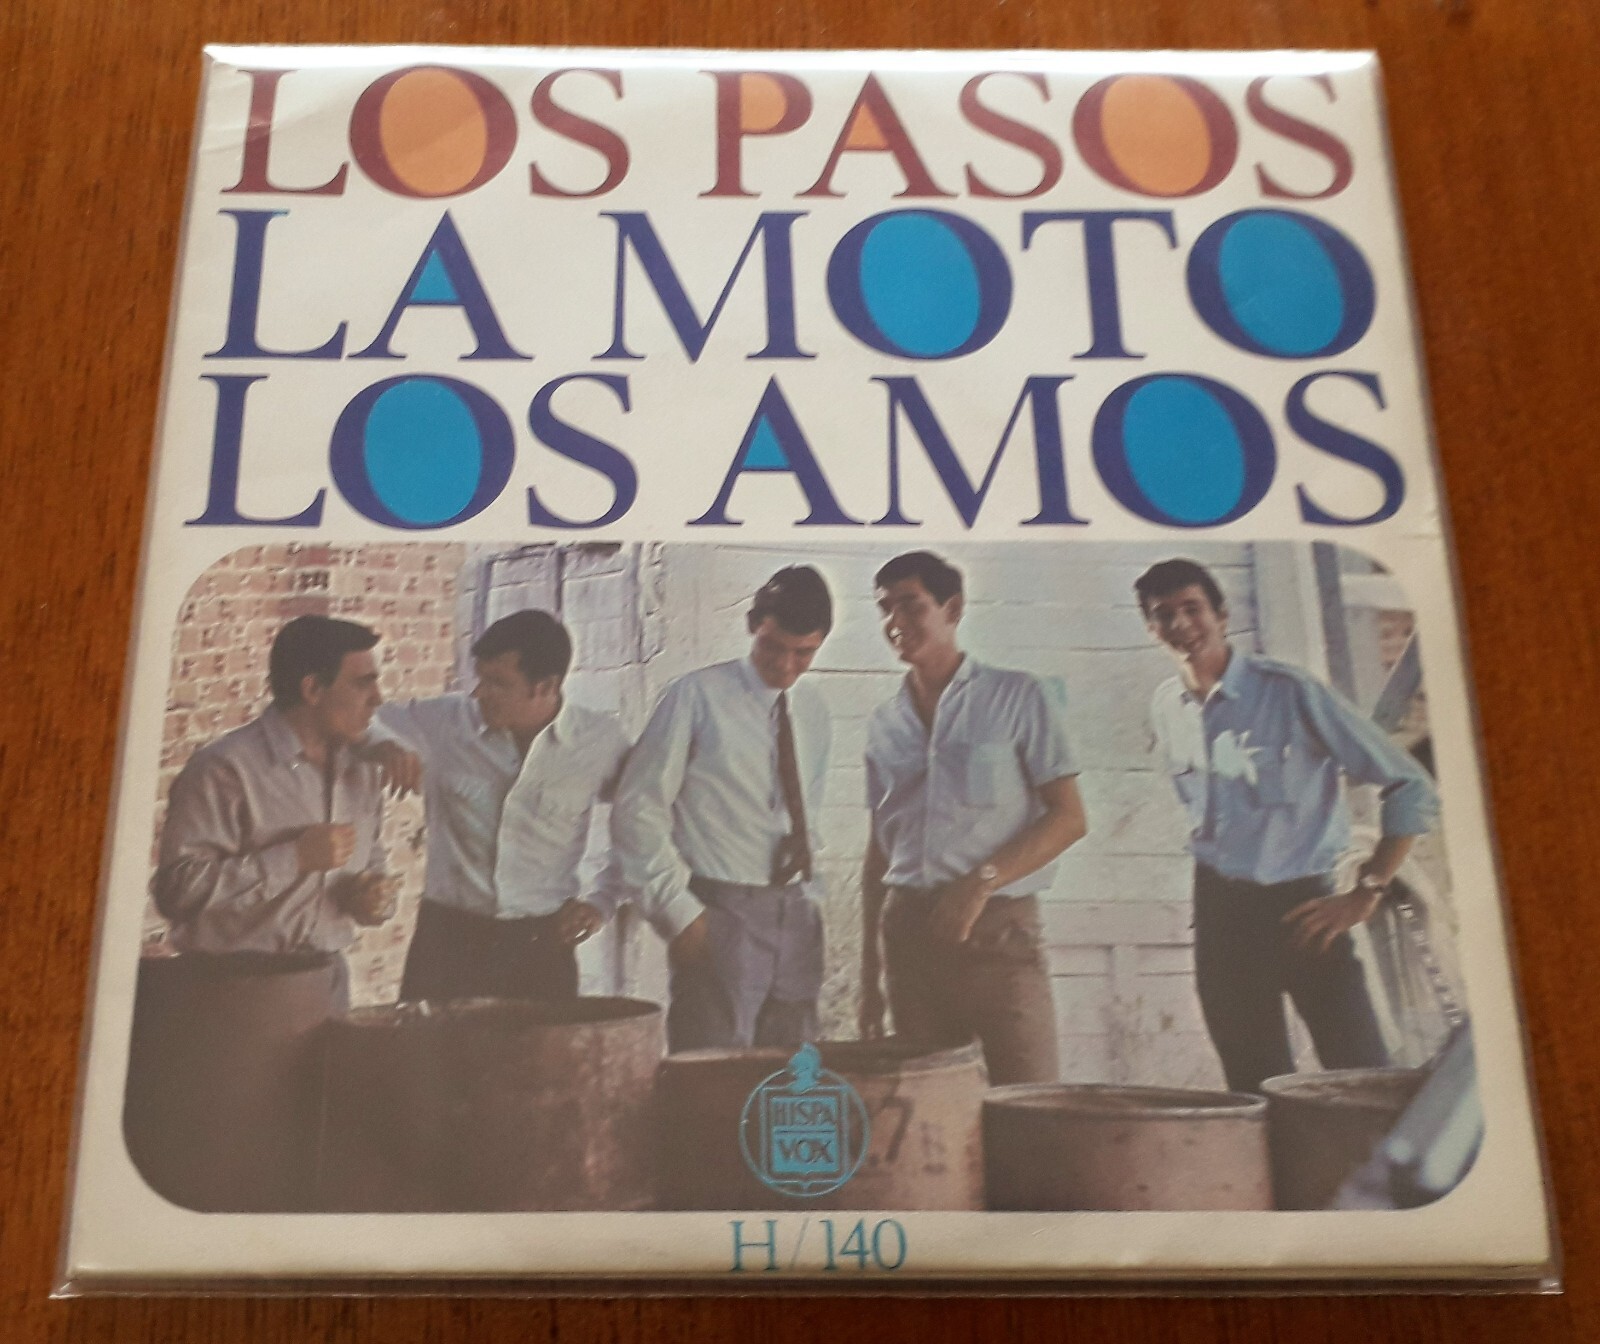 LOS PASOS
LA MOTO
LOS AMOS
HISPA
VOX
H/140